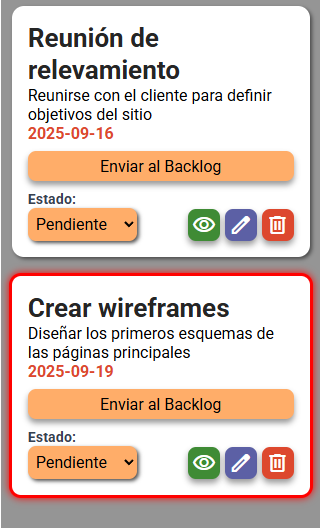 Reunión de
relevamiento
Reunirse con el cliente para definir
objetivos del sitio
2025-09-16
Enviar al Backlog
Estado:
Pendiente
Crear wireframes
Diseñar los primeros esquemas de
las páginas principales
2025-09-19
Enviar al Backlog
Estado:
Pendiente